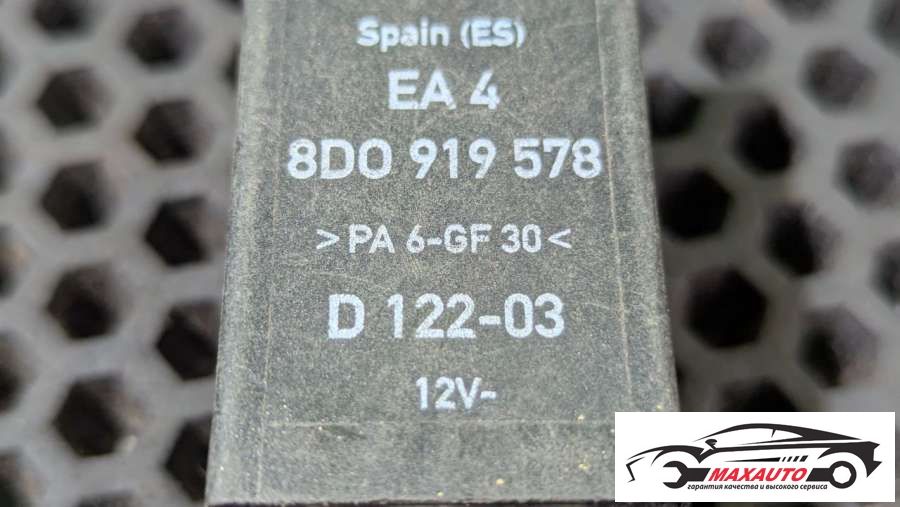 Spain (ES)
EA 4
8D0 919 578
>PA 6-GF 30<
D 122-03
12V-
MAXAUTO
гарантия качества и высокого сервиса